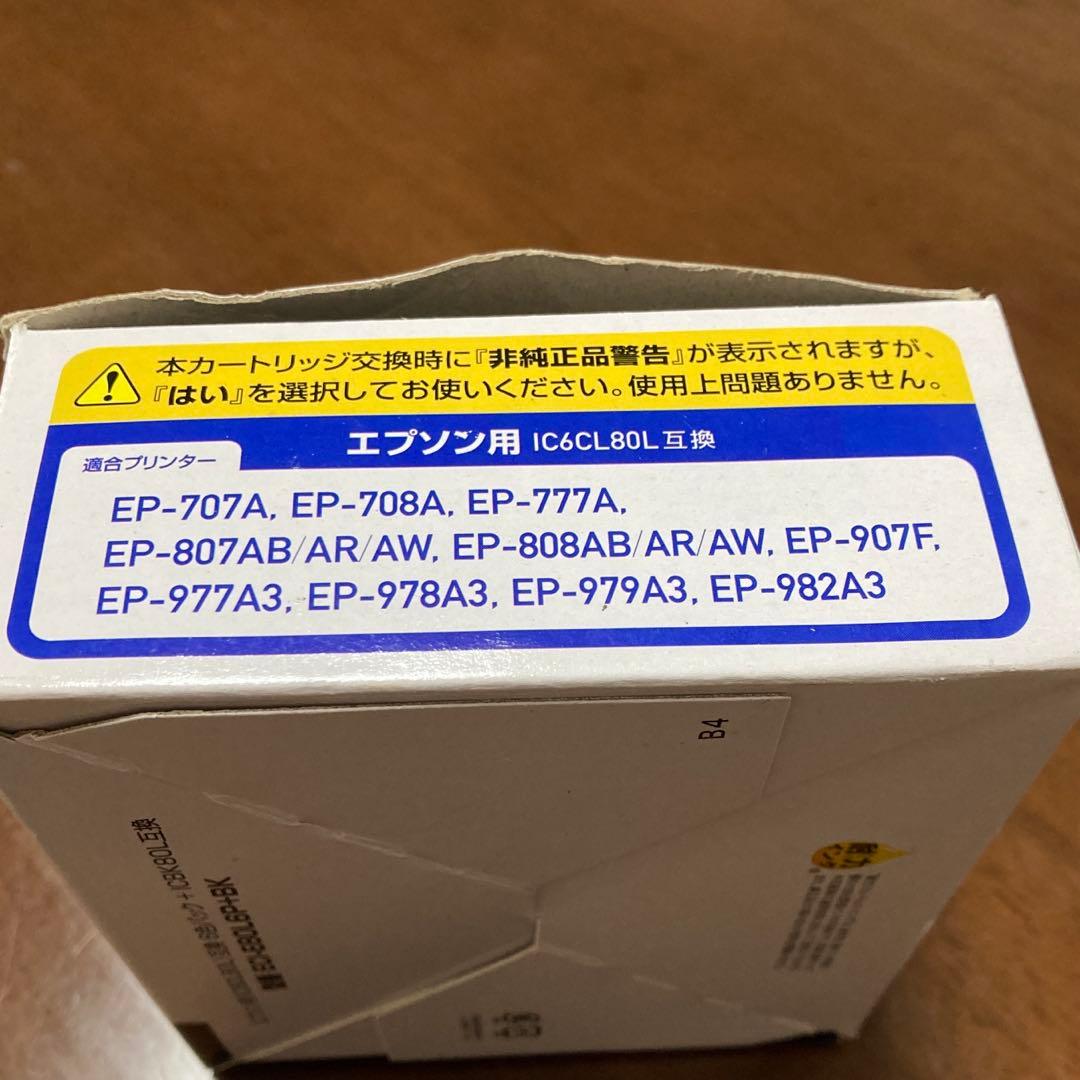 本カートリッジ交換時に『非純正品警告』が表示されますが、
『はい』を選択してお使いください。使用上問題ありません。
エプソン用 IC6CL80L互換
適合プリンター
EP-707A, EP-708A, EP-777A,
EP-807AB/AR/AW, EP-808AB/AR/AW, EP-907F,
EP-977A3, EP-978A3, EP-979A3, EP-982A3
B4